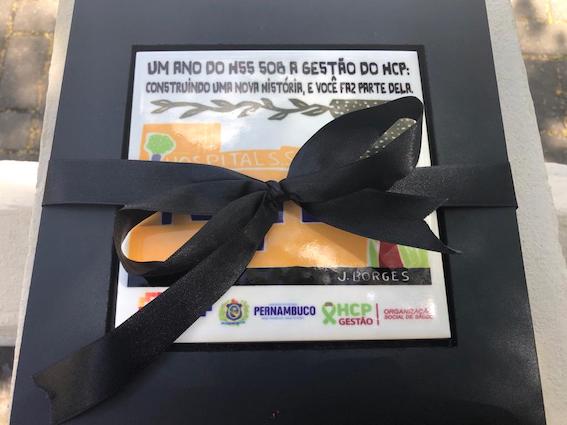 UM ANO DO HSS SOB A GESTÃO DO HCP:
CONSTRUINDO UMA NOVA HISTÓRIA, E VOCÊ FAZ PARTE DELA.
HOSPITAL S.S
J. BORGES
PERNAMBUCO
HCP
GESTÃO
ORGANIZAÇÃO
SOCIAL DE SAÚDE